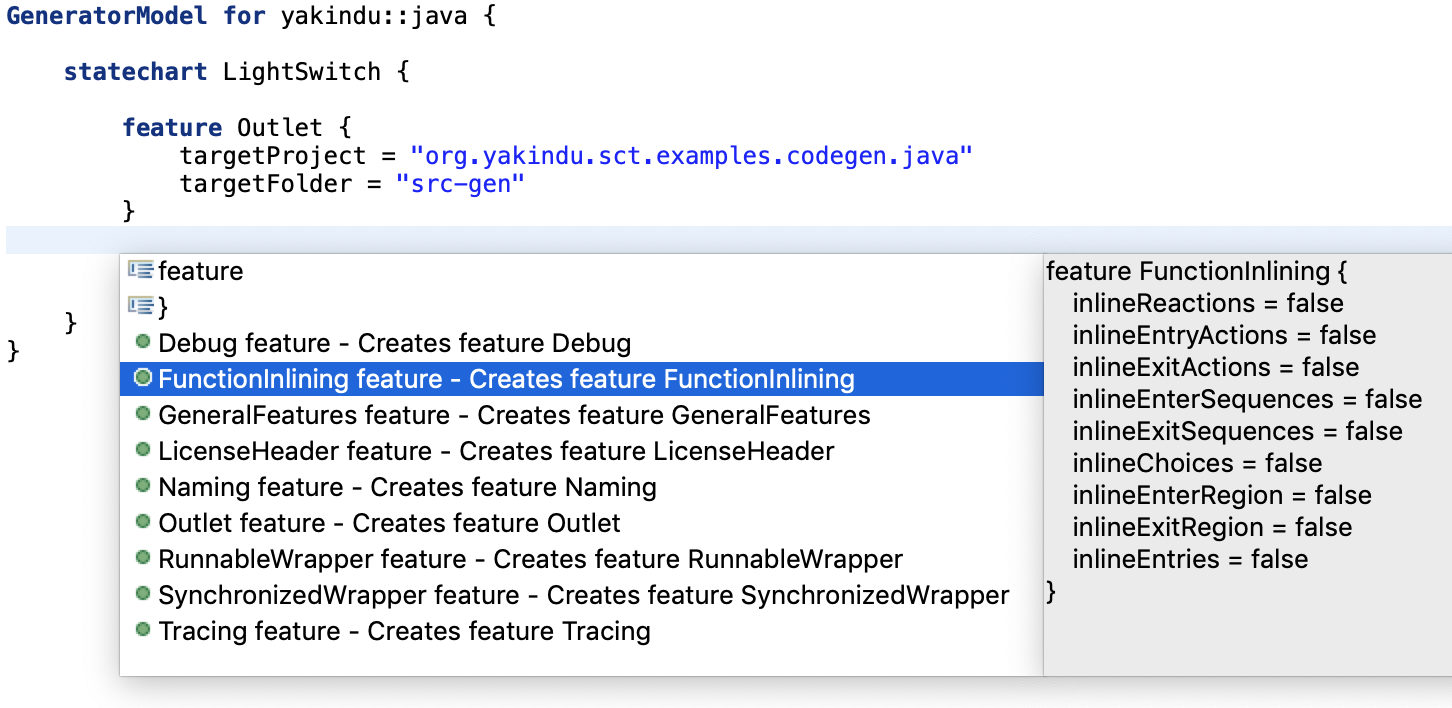 GeneratorModel for yakindu::java {
statechart LightSwitch {
feature Outlet {
targetProject = "org.yakindu.sct.examples.codegen.java"
targetFolder = "src-gen"
}
feature
}
Debug feature - Creates feature Debug
FunctionInlining feature - Creates feature FunctionInlining
GeneralFeatures feature - Creates feature GeneralFeatures
LicenseHeader feature - Creates feature LicenseHeader
Naming feature - Creates feature Naming
Outlet feature - Creates feature Outlet
RunnableWrapper feature - Creates feature RunnableWrapper
SynchronizedWrapper feature - Creates feature SynchronizedWrapper
Tracing feature - Creates feature Tracing
feature FunctionInlining {
inlineReactions = false
inlineEntryActions = false
inlineExitActions = false
inlineEnterSequences = false
inlineExitSequences = false
inlineChoices = false
inlineEnterRegion = false
inlineExitRegion = false
inlineEntries = false
}
}
}